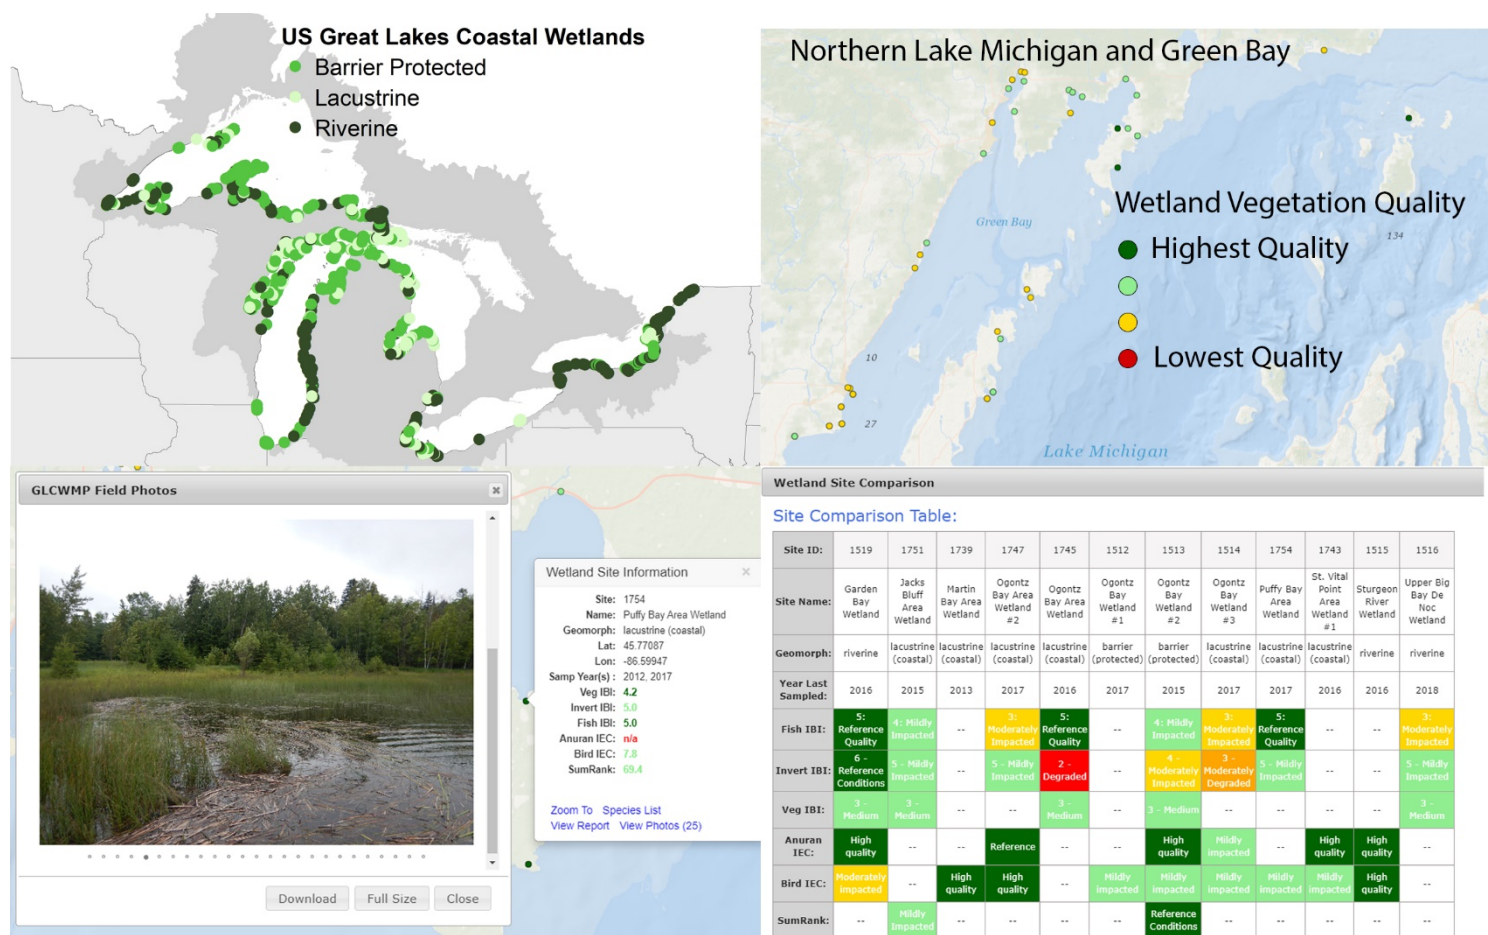 US Great Lakes Coastal Wetlands
Barrier Protected
Lacustrine
Riverine
Northern Lake Michigan and Green Bay
Green Bay
Wetland Vegetation Quality
134
Highest Quality
Lowest Quality
10
27
Lake Michigan
GLCWMP Field Photos
Download Full Size Close
Wetland Site Information
Site: 1754
Name: Puffy Bay Area Wetland
Geomorph: lacustrine (coastal)
Lat: 45.77087
Lon: -86.59947
Samp Year(s) : 2012, 2017
Veg IBI: 4.2
Invert IBI: 5.0
Fish IBI: 5.0
Anuran IEC: n/a
Bird IEC: 7.8
SumRank: 69.4
Zoom To Species List
View Report View Photos (25)
Wetland Site Comparison
Site Comparison Table:
Site ID: 1519 1751 1739 1747 1745 1512 1513 1514 1754 1743 1515 1516
Site Name: Garden Bay Wetland Jacks Bluff Area Wetland Martin Bay Area Wetland Ogontz Bay Area Wetland #2 Ogontz Bay Area Wetland Ogontz Bay Wetland #1 Ogontz Bay Wetland #2 Ogontz Bay Wetland #3 Puffy Bay Area Wetland St. Vital Point Area Wetland #1 Sturgeon River Wetland Upper Big Bay De Noc Wetland
Geomorph: riverine lacustrine (coastal) lacustrine (coastal) lacustrine (coastal) lacustrine (coastal) barrier (protected) barrier (protected) lacustrine (coastal) lacustrine (coastal) lacustrine (coastal) riverine riverine
Year Last Sampled: 2016 2015 2013 2017 2016 2017 2015 2017 2017 2016 2016 2018
Fish IBI: 5: Reference Quality 4: Mildly Impacted -- 3: Moderately Impacted 5: Reference Quality -- 4: Mildly Impacted 3: Moderately Impacted 5: Reference Quality -- -- 3: Moderately Impacted
Invert IBI: 6 - Reference Conditions 5 - Mildly Impacted -- 5 - Mildly Impacted 2 - Degraded -- 4 - Moderately Impacted 3 - Moderately Degraded 5 - Mildly Impacted -- -- 5 - Mildly Impacted
Veg IBI: 3 - Medium 3 - Medium -- -- 3 - Medium -- 3 - Medium -- -- -- -- 3 - Medium
Anuran IEC: High quality -- -- Reference -- -- High quality Mildly impacted -- High quality High quality --
Bird IEC: Moderately impacted -- High quality High quality -- Mildly impacted Mildly impacted Mildly impacted Mildly impacted Mildly impacted High quality --
SumRank: -- Mildly Impacted -- -- -- -- Reference Conditions -- -- -- -- --